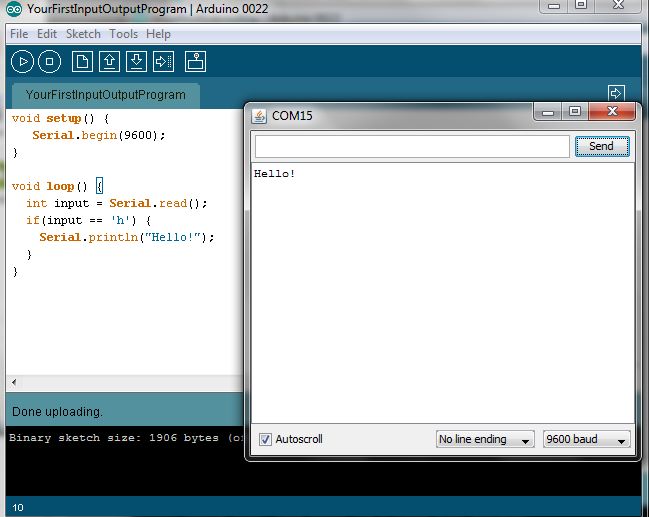 YourFirstInputOutputProgram | Arduino 0022
File Edit Sketch Tools Help
YourFirstInputOutputProgram
void setup() {
Serial.begin(9600);
}
void loop() {
int input = Serial.read();
if(input == 'h') {
Serial.println("Hello!");
}
}
Done uploading.
Binary sketch size: 1906 bytes
10
COM15
Send
Hello!
Autoscroll
No line ending
9600 baud